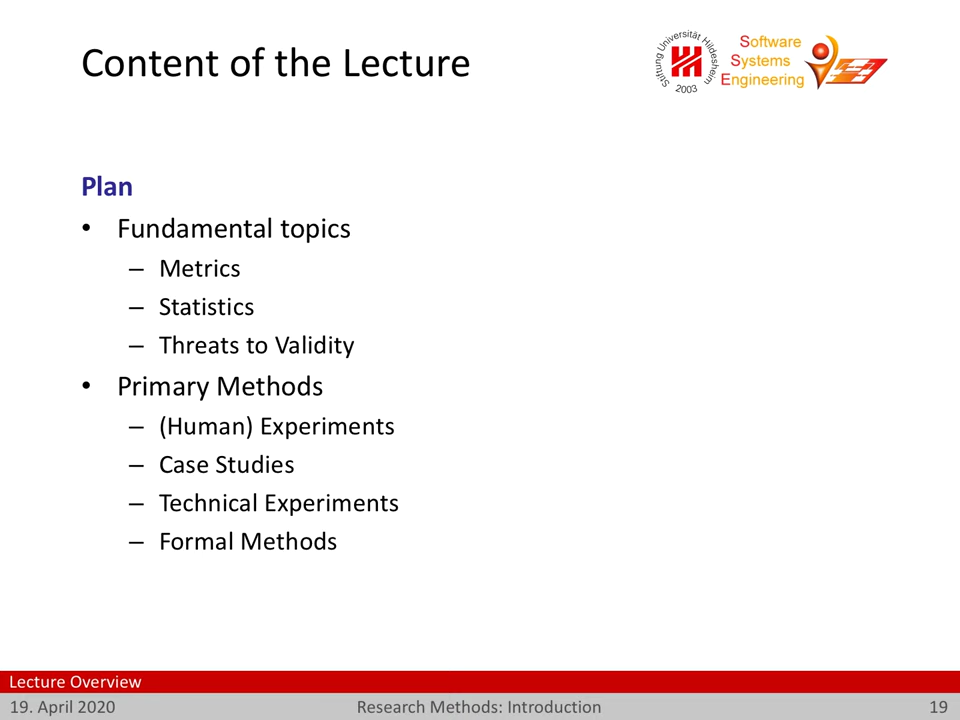 Content of the Lecture
Stiftung Universität Hildesheim
2003
Software
Systems
Engineering
Plan
• Fundamental topics
– Metrics
– Statistics
– Threats to Validity
• Primary Methods
– (Human) Experiments
– Case Studies
– Technical Experiments
– Formal Methods
Lecture Overview
19. April 2020 Research Methods: Introduction 19